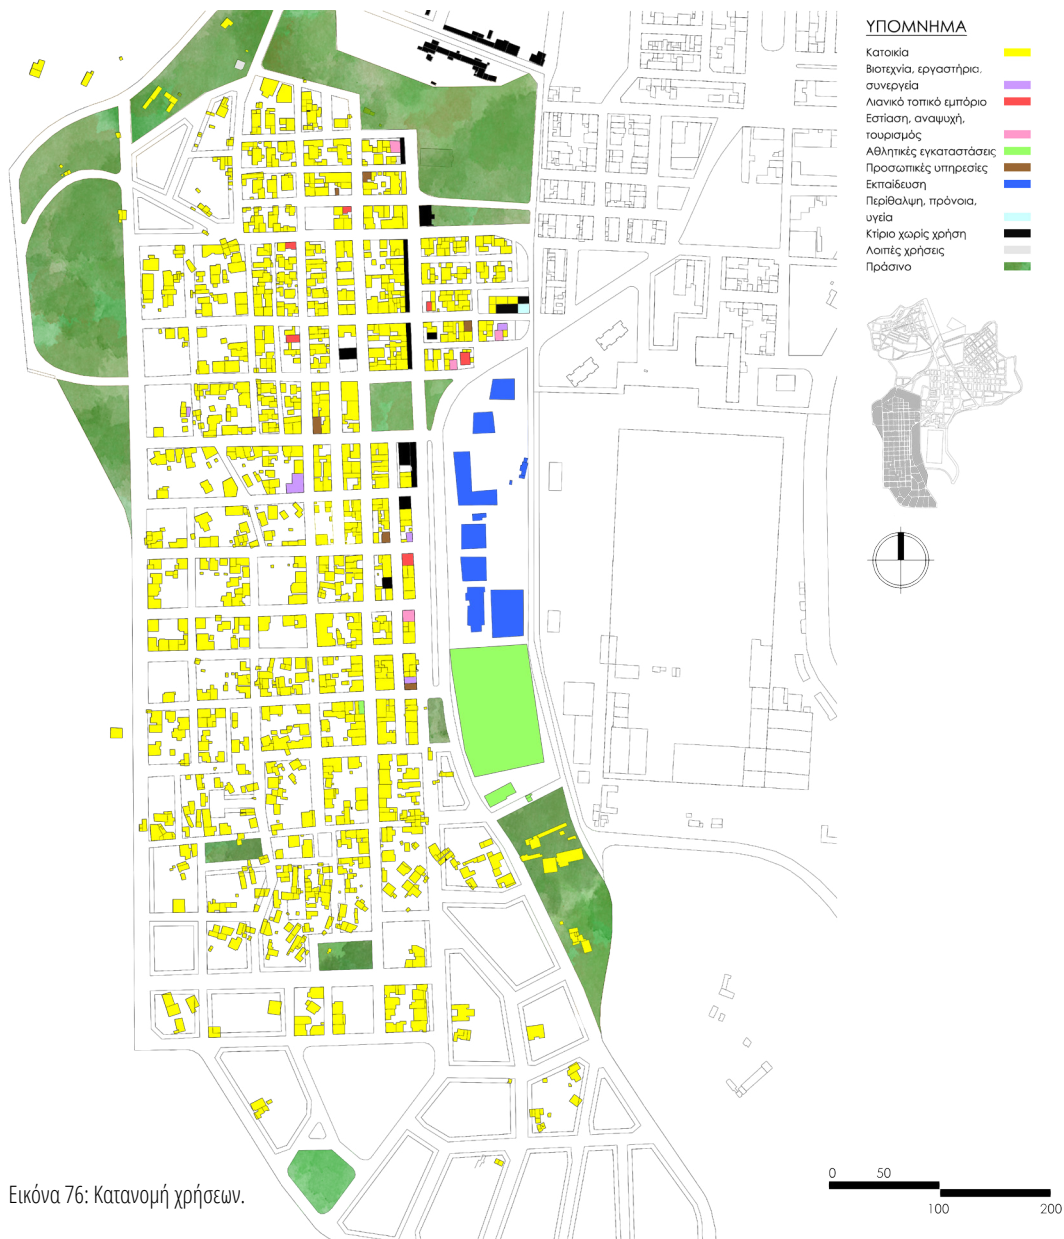 ΥΠΟΜΝΗΜΑ
Κατοικία
Βιοτεχνία, εργαστήρια,
συνεργεία
Λιανικό τοπικό εμπόριο
Εστίαση, αναψυχή,
τουρισμός
Αθλητικές εγκαταστάσεις
Προσωπικές υπηρεσίες
Εκπαίδευση
Περίθαλψη, πρόνοια,
υγεία
Κτίριο χωρίς χρήση
Λοιπές χρήσεις
Πράσινο
0 50
100 200
Εικόνα 76: Κατανομή χρήσεων.